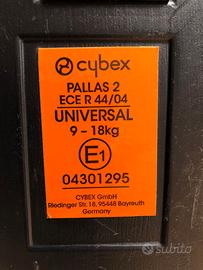 cybex
PALLAS 2
ECE R 44/04
UNIVERSAL
9 – 18kg
E1
04301295
CYBEX GmbH
Riedinger Str. 18, 95448 Bayreuth
Germany
subito